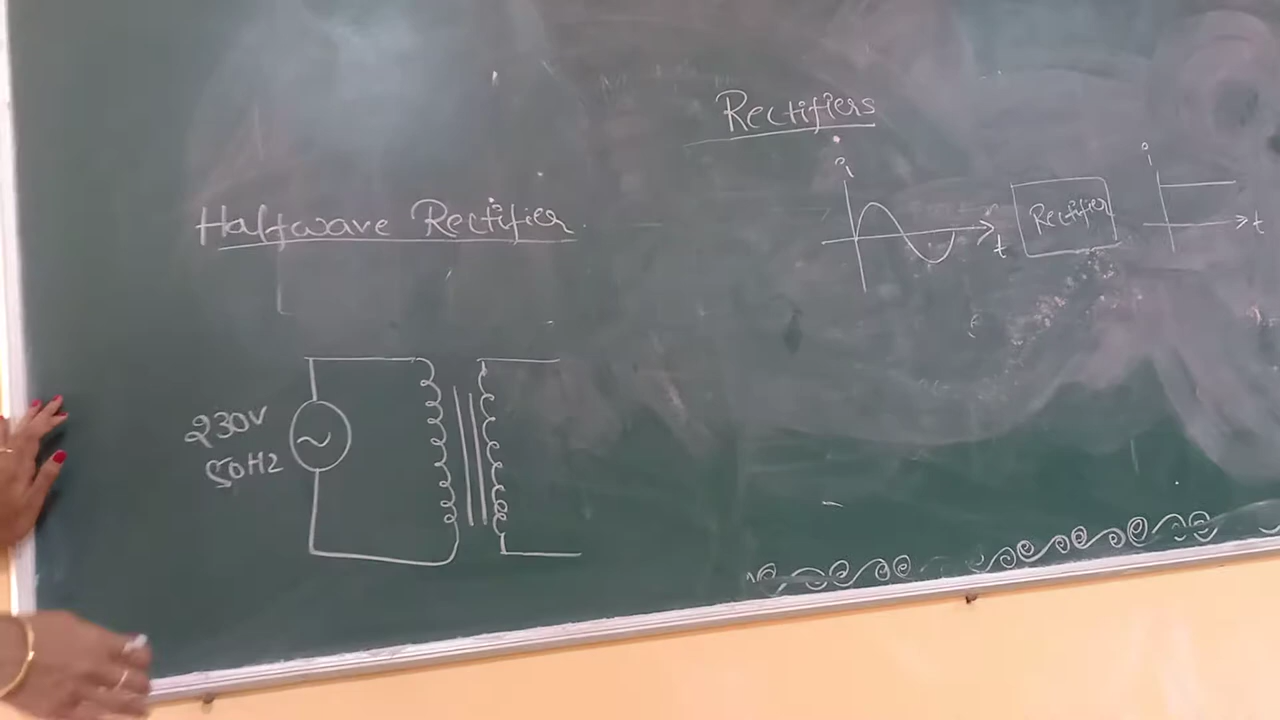 Rectifiers
i
t
Rectifier
i
t
Halfwave Rectifier
230V
50Hz